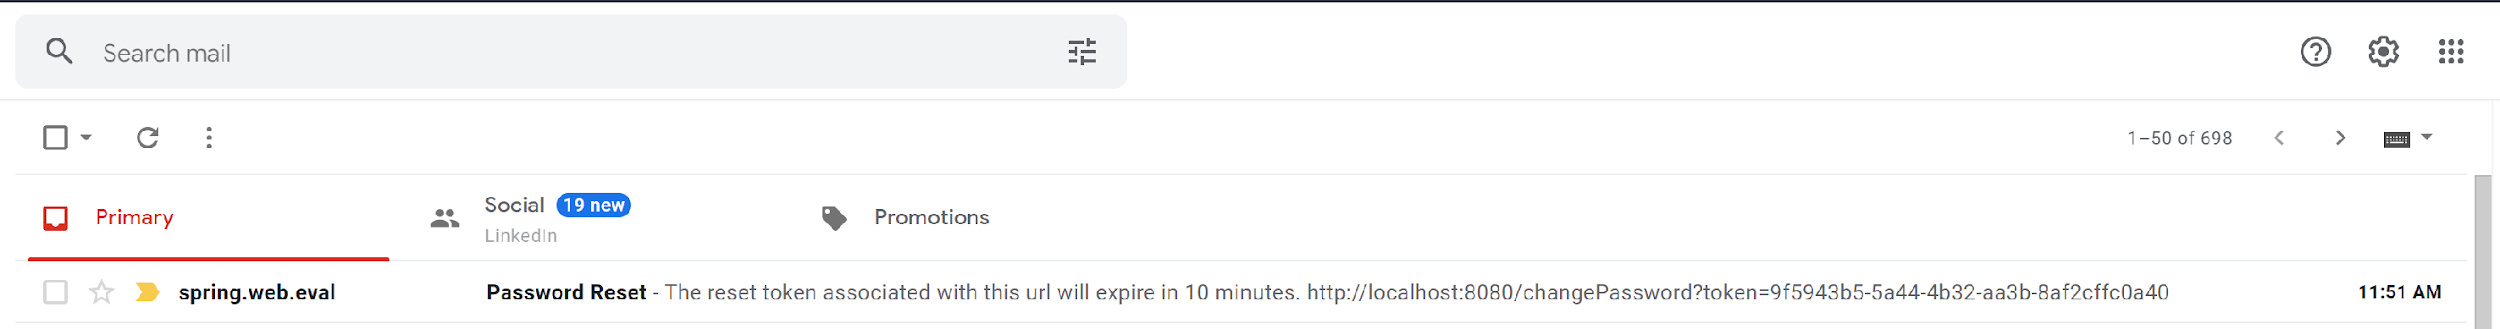 Search mail
1–50 of 698
Primary
Social 19 new
LinkedIn
Promotions
spring.web.eval Password Reset - The reset token associated with this url will expire in 10 minutes. http://localhost:8080/changePassword?token=9f5943b5-5a44-4b32-aa3b-8af2cffc0a40 11:51 AM